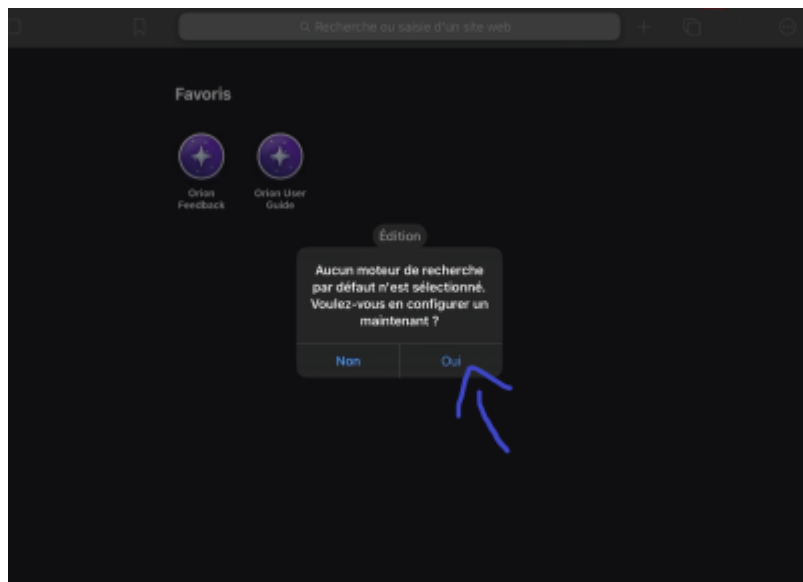 Recherche ou saisie d'un site web
Favoris
Orion
Feedback
Orion User
Guide
Édition
Aucun moteur de recherche
par défaut n'est sélectionné.
Voulez-vous en configurer un
maintenant ?
Non
Oui